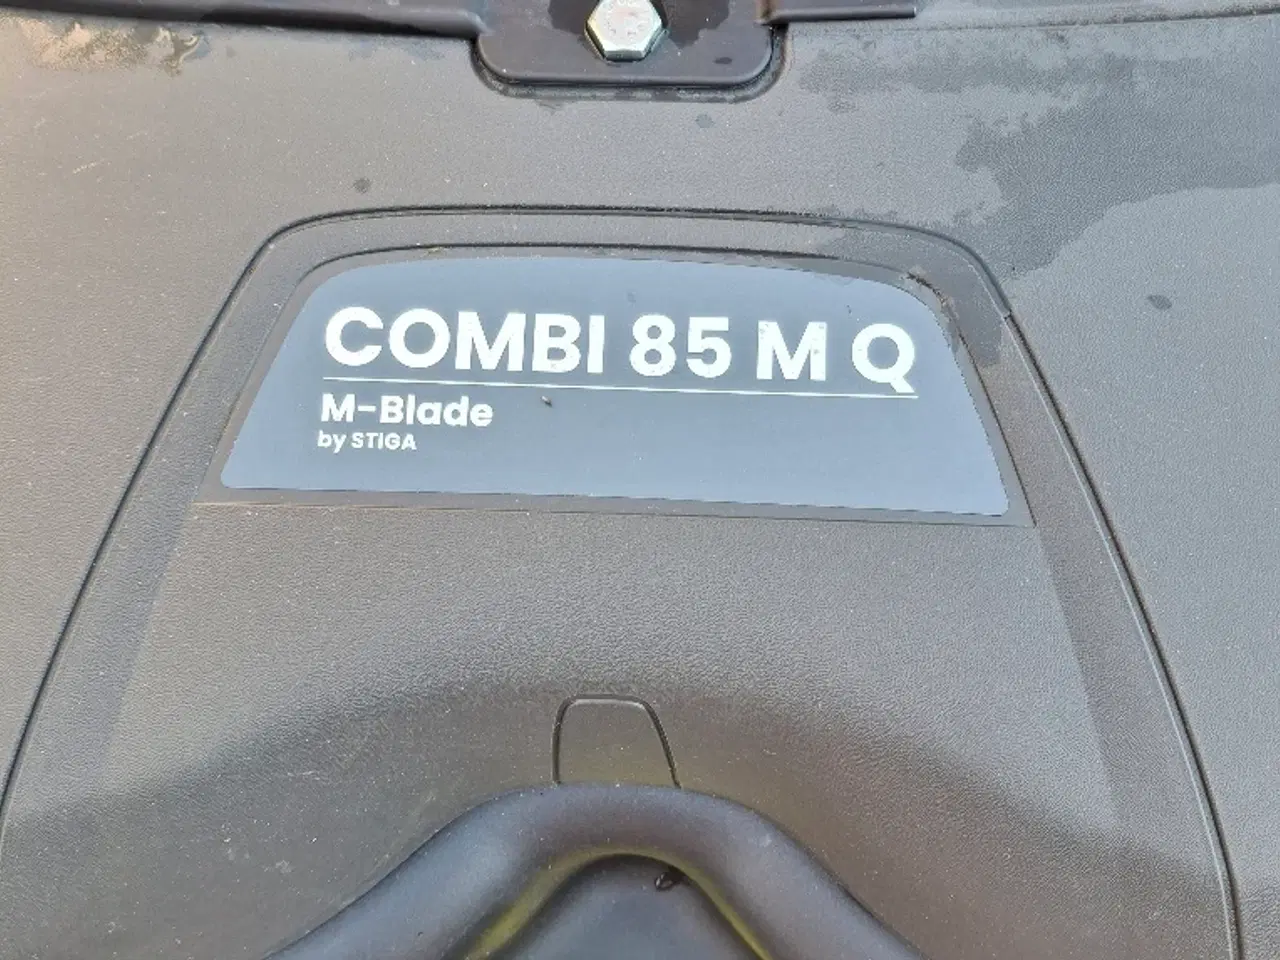 COMBI 85 M Q
M-Blade
by STIGA